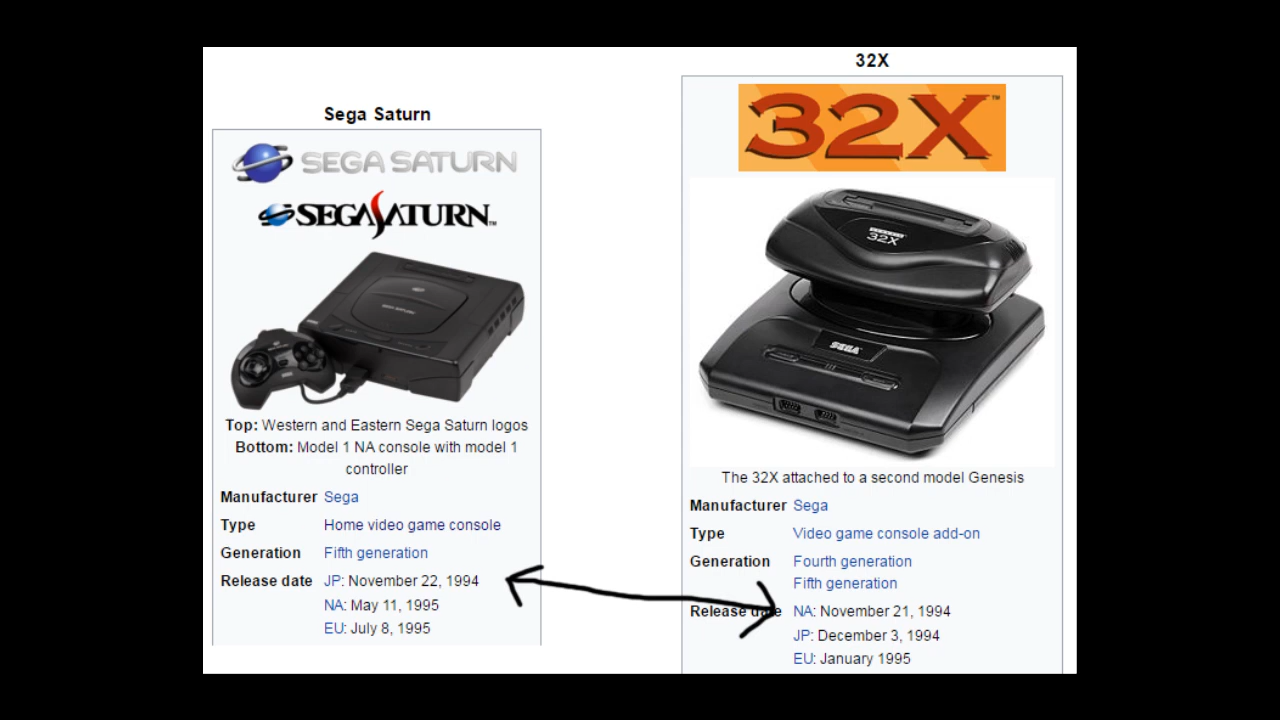 Sega Saturn
SEGA SATURN
SEGA SATURN™
Top: Western and Eastern Sega Saturn logos
Bottom: Model 1 NA console with model 1
controller
Manufacturer Sega
Type Home video game console
Generation Fifth generation
Release date JP: November 22, 1994
NA: May 11, 1995
EU: July 8, 1995
32X
32X™
32X
SEGA
The 32X attached to a second model Genesis
Manufacturer Sega
Type Video game console add-on
Generation Fourth generation
Fifth generation
Release date NA: November 21, 1994
JP: December 3, 1994
EU: January 1995